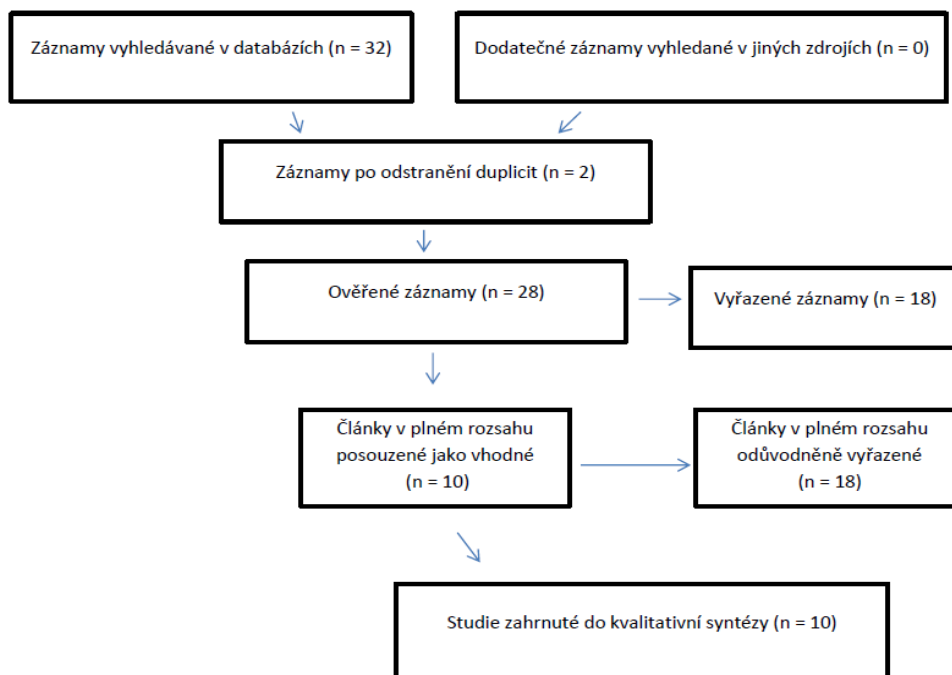 Záznamy vyhledávané v databázích (n = 32)
Dodatečné záznamy vyhledané v jiných zdrojích (n = 0)
Záznamy po odstranění duplicit (n = 2)
Ověřené záznamy (n = 28)
Vyřazené záznamy (n = 18)
Články v plném rozsahu
posouzené jako vhodné
(n = 10)
Články v plném rozsahu
odůvodněně vyřazené
(n = 18)
Studie zahrnuté do kvalitativní syntézy (n = 10)